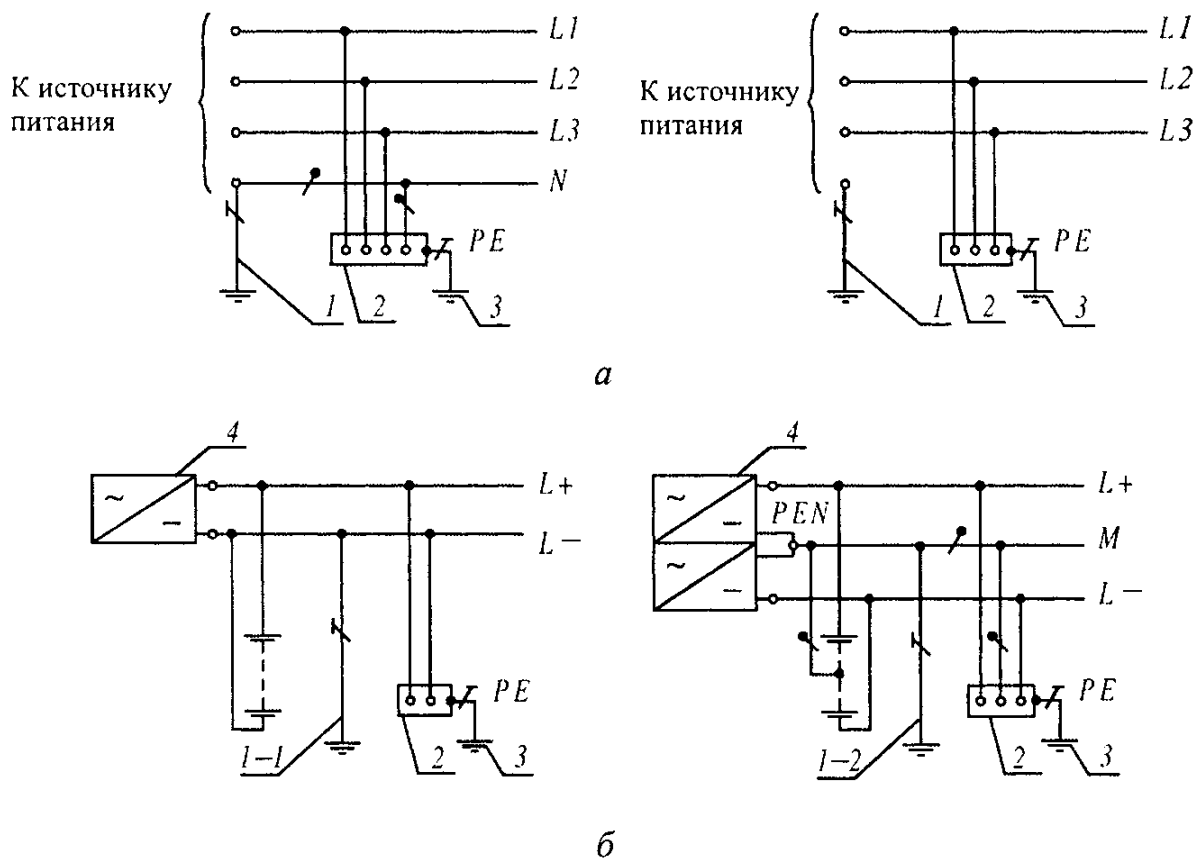 К источнику
питания
L1
L2
L3
N
PE
1
2
3
К источнику
питания
L1
L2
L3
PE
1
2
3
а
4
~
–
L+
L–
PE
1–1
2
3
4
~
–
~
–
PEN
L+
M
L–
PE
1–2
2
3
б